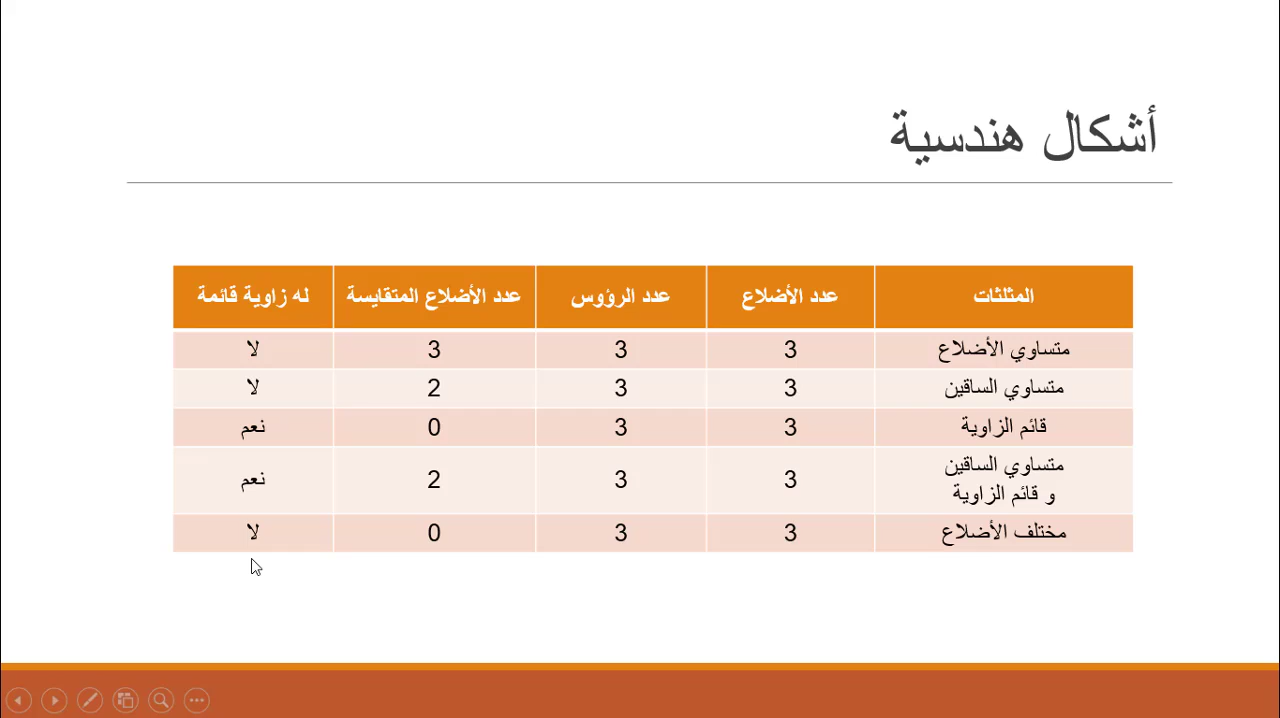 أشكال هندسية
المثلثات عدد الأضلاع عدد الرؤوس عدد الأضلاع المتقايسة له زاوية قائمة
متساوي الأضلاع 3 3 3 لا
متساوي الساقين 3 3 2 لا
قائم الزاوية 3 3 0 نعم
متساوي الساقين
و قائم الزاوية 3 3 2 نعم
مختلف الأضلاع 3 3 0 لا